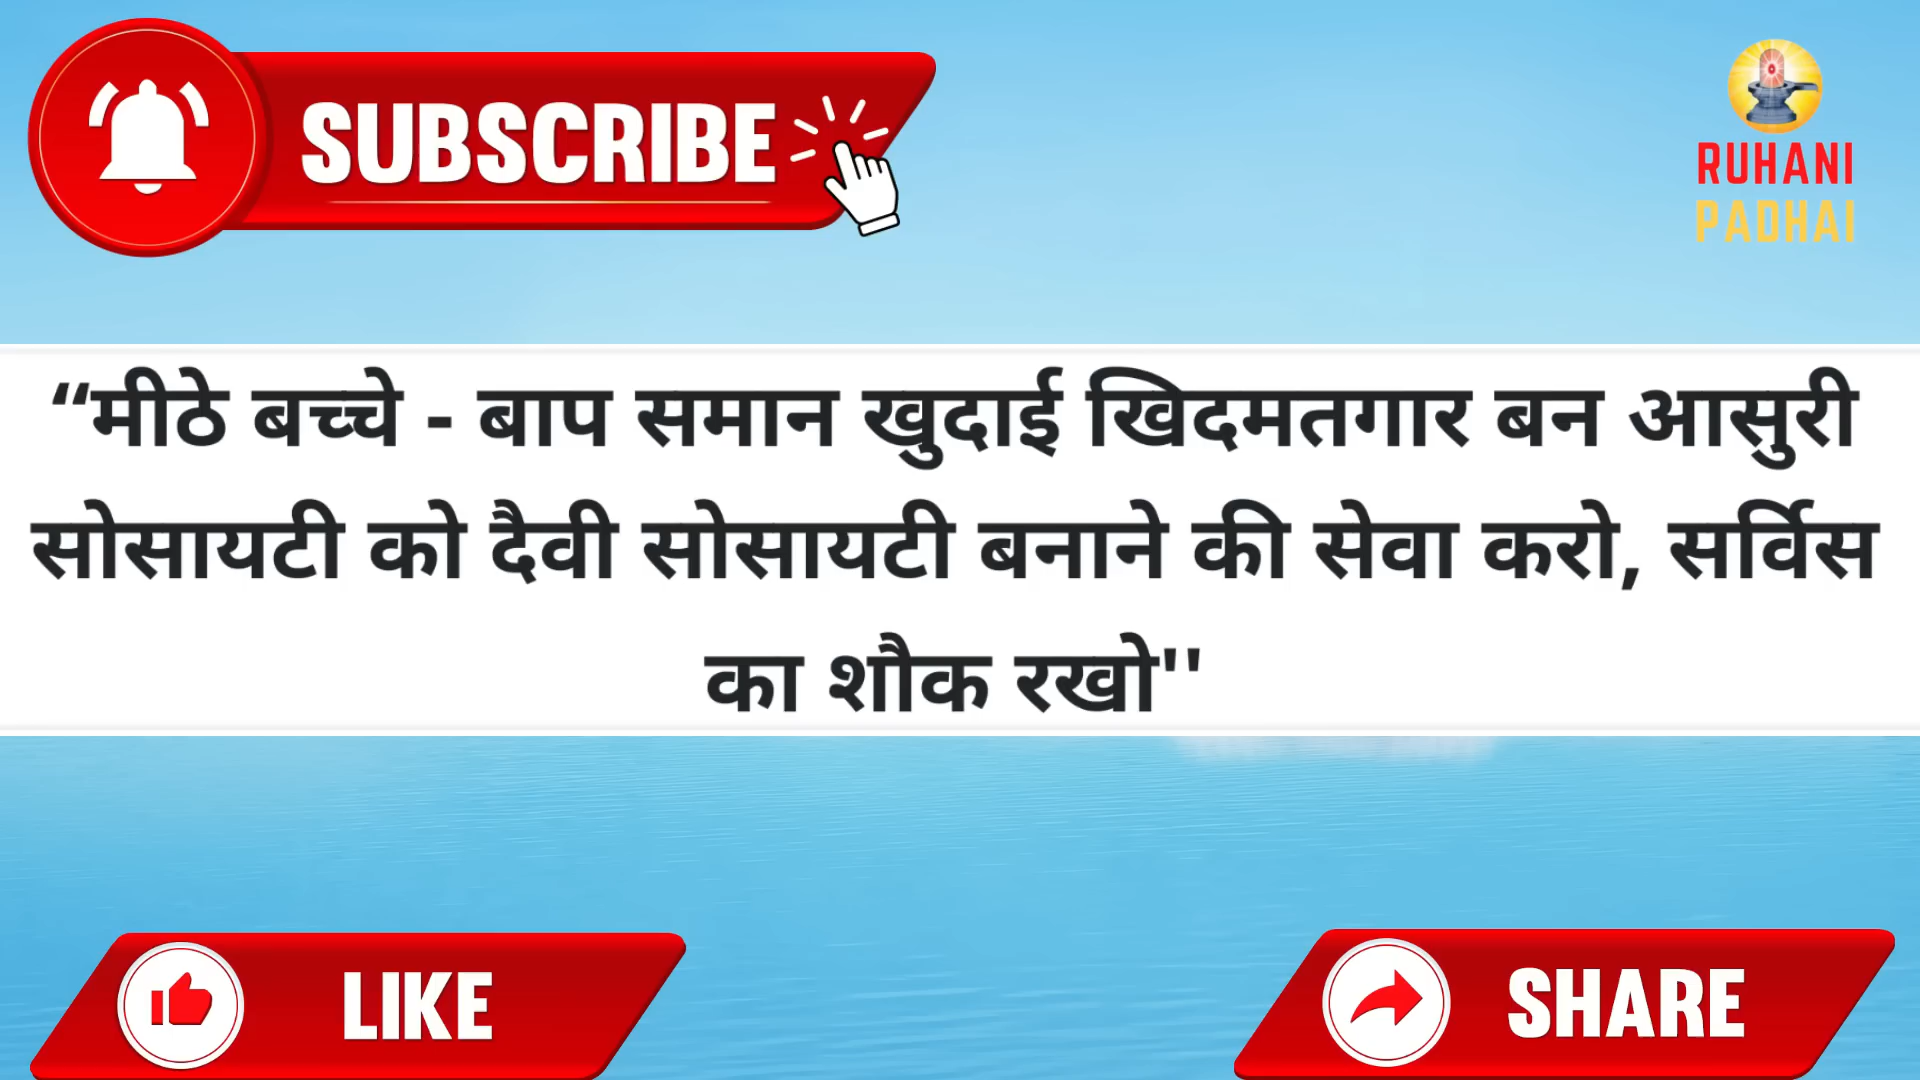 SUBSCRIBE
RUHANI
PADHAI
“मीठे बच्चे - बाप समान खुदाई खिदमतगार बन आसुरी
सोसायटी को दैवी सोसायटी बनाने की सेवा करो, सर्विस
का शौक रखो''
LIKE
SHARE